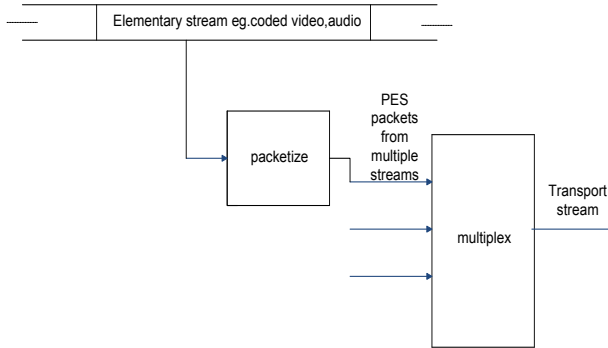 Elementary stream eg.coded video,audio
PES
packets
from
multiple
streams
packetize
Transport
stream
multiplex